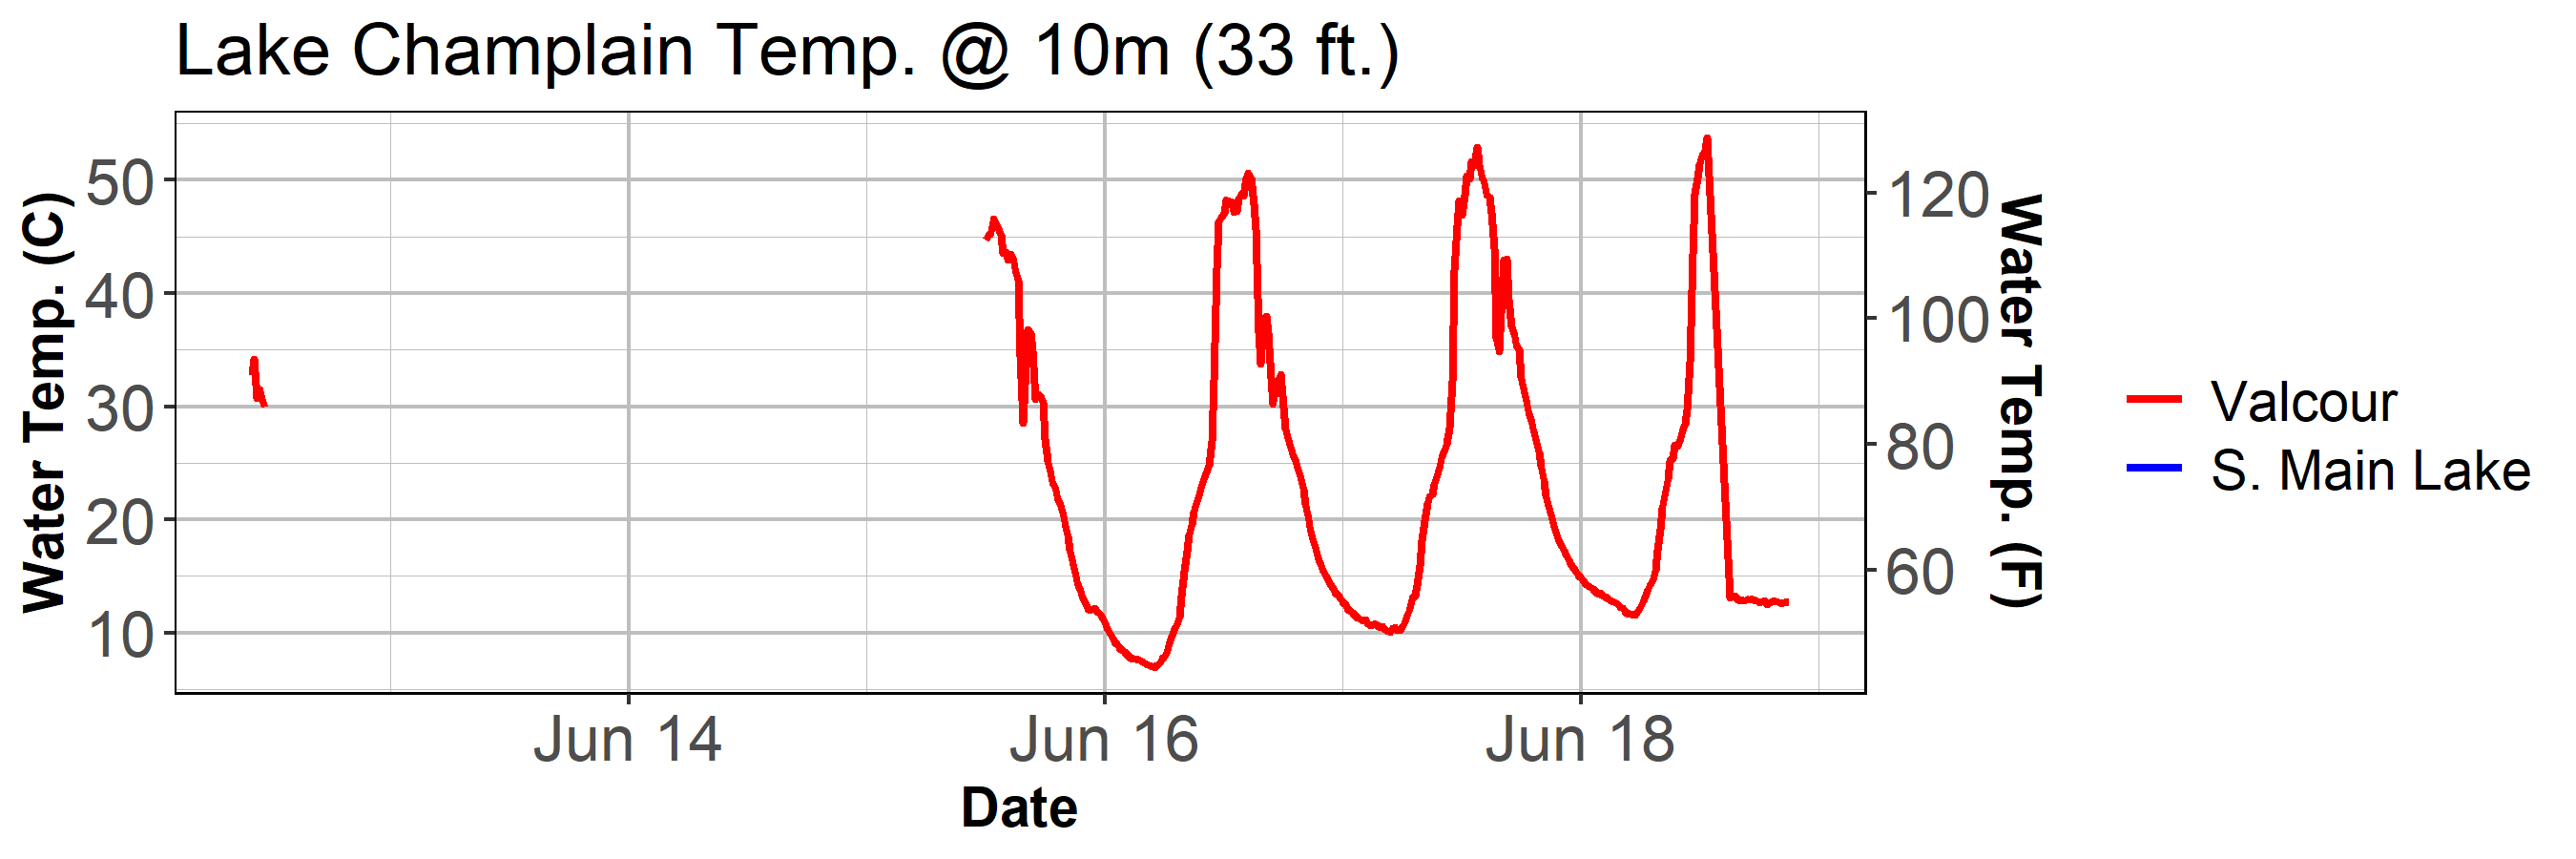 Lake Champlain Temp. @ 10m (33 ft.)
Water Temp. (C)
50
40
30
20
10
120
100
80
60
Water Temp. (F)
Jun 14
Jun 16
Jun 18
Date
Valcour
S. Main Lake